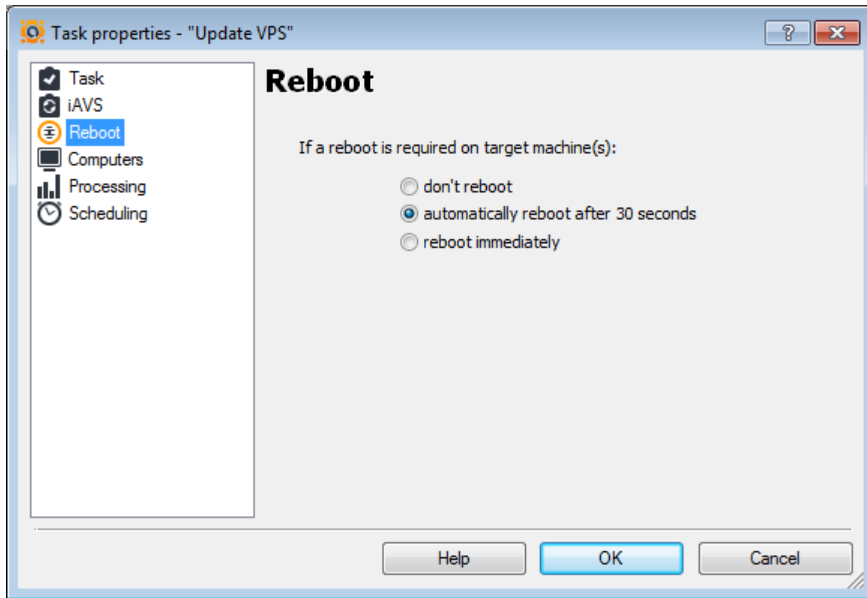 Task properties - "Update VPS"
Task
iAVS
Reboot
Computers
Processing
Scheduling
Reboot
If a reboot is required on target machine(s):
don't reboot
automatically reboot after 30 seconds
reboot immediately
Help
OK
Cancel